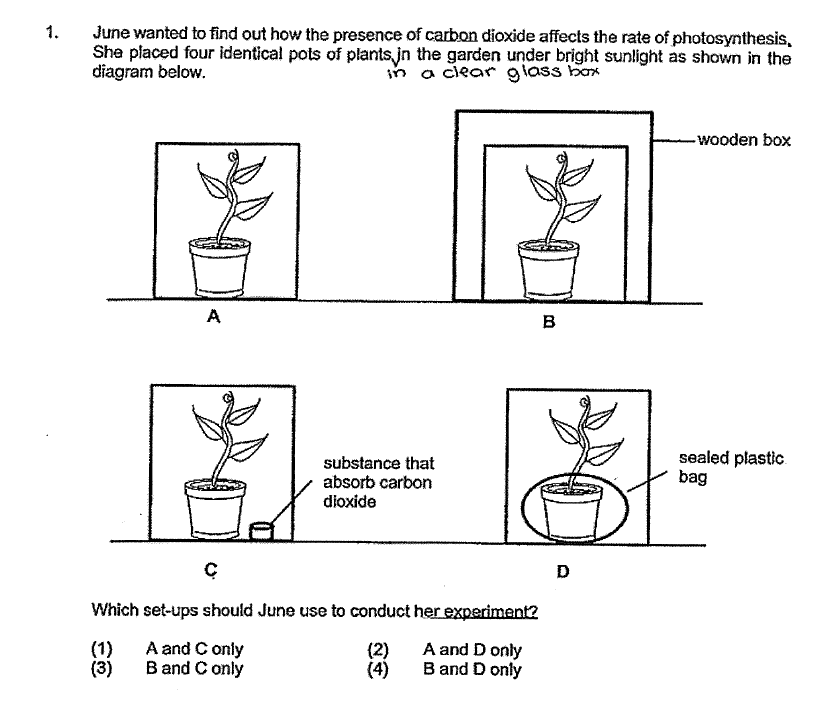 1. June wanted to find out how the presence of carbon dioxide affects the rate of photosynthesis.
She placed four identical pots of plants in the garden under bright sunlight as shown in the
diagram below. in a clear glass box
wooden box
A
B
substance that
absorb carbon
dioxide
sealed plastic
bag
C
D
Which set-ups should June use to conduct her experiment?
(1) A and C only (2) A and D only
(3) B and C only (4) B and D only